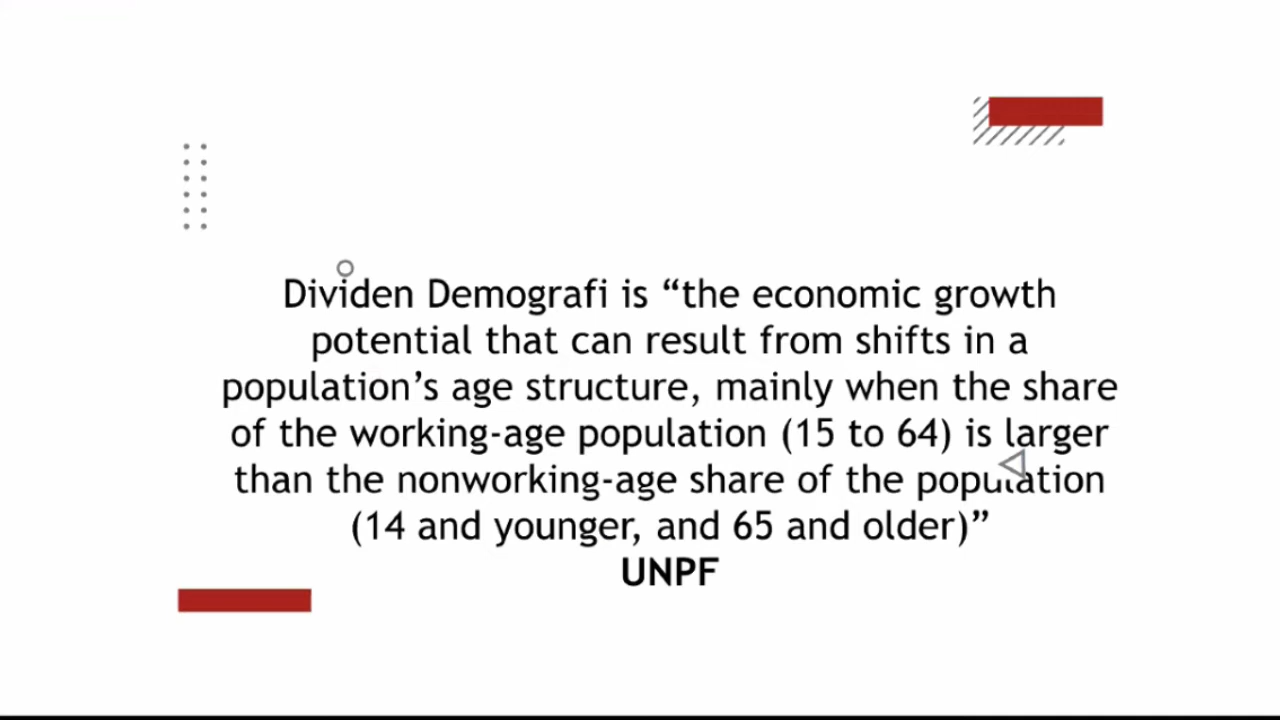 Dividen Demografi is “the economic growth
potential that can result from shifts in a
population’s age structure, mainly when the share
of the working-age population (15 to 64) is larger
than the nonworking-age share of the population
(14 and younger, and 65 and older)”
UNPF